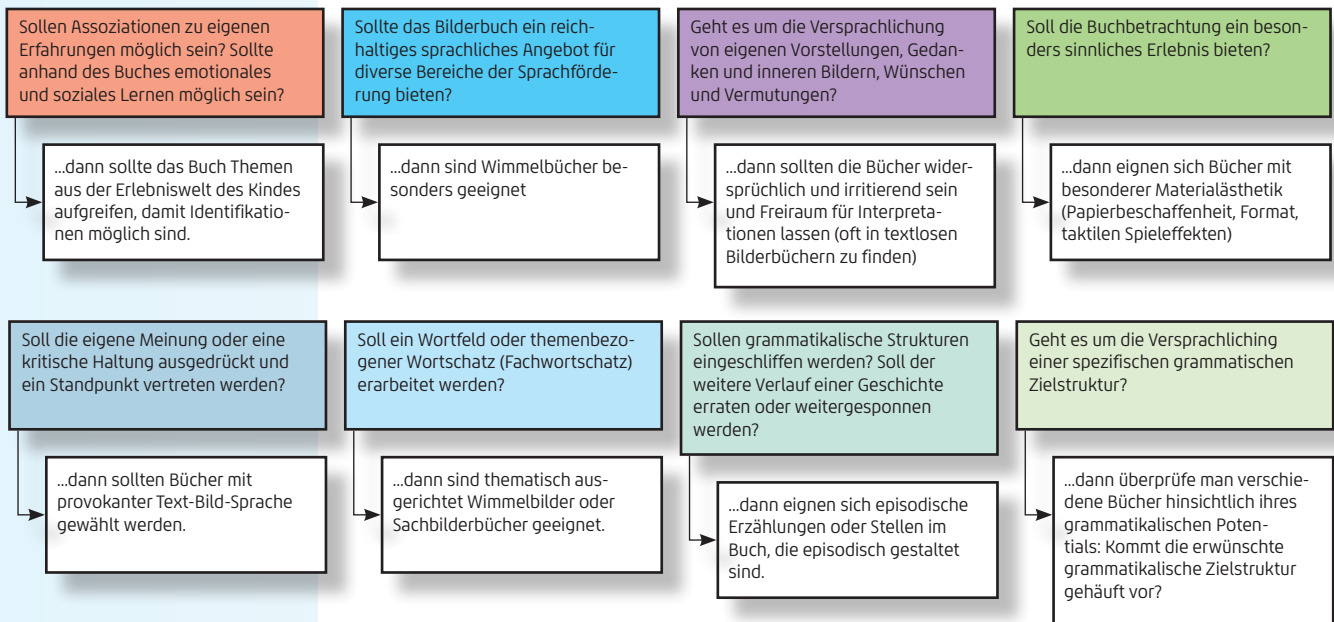 Sollen Assoziationen zu eigenen
Erfahrungen möglich sein? Sollte
anhand des Buches emotionales
und soziales Lernen möglich sein?
...dann sollte das Buch Themen
aus der Erlebniswelt des Kindes
aufgreifen, damit Identifikatio-
nen möglich sind.
Sollte das Bilderbuch ein reich-
haltiges sprachliches Angebot für
diverse Bereiche der Sprachförde-
rung bieten?
...dann sind Wimmelbücher be-
sonders geeignet
Geht es um die Versprachlichung
von eigenen Vorstellungen, Gedan-
ken und inneren Bildern, Wünschen
und Vermutungen?
...dann sollten die Bücher wider-
sprüchlich und irritierend sein
und Freiraum für Interpreta-
tionen lassen (oft in textlosen
Bilderbüchern zu finden)
Soll die Buchbetrachtung ein beson-
ders sinnliches Erlebnis bieten?
...dann eignen sich Bücher mit
besonderer Materialästhetik
(Papierbeschaffenheit, Format,
taktilen Spieleffekten)
Soll die eigene Meinung oder eine
kritische Haltung ausgedrückt und
ein Standpunkt vertreten werden?
...dann sollten Bücher mit
provokanter Text-Bild-Sprache
gewählt werden.
Soll ein Wortfeld oder themenbezo-
gener Wortschatz (Fachwortschatz)
erarbeitet werden?
...dann sind thematisch aus-
gerichtet Wimmelbilder oder
Sachbilderbücher geeignet.
Sollen grammatikalische Strukturen
eingeschliffen werden? Soll der
weitere Verlauf einer Geschichte
erraten oder weitergesponnen
werden?
...dann eignen sich episodische
Erzählungen oder Stellen im
Buch, die episodisch gestaltet
sind.
Geht es um die Versprachliching
einer spezifischen grammatischen
Zielstruktur?
...dann überprüfe man verschie-
dene Bücher hinsichtlich ihres
grammatikalischen Poten-
tials: Kommt die erwünschte
grammatikalische Zielstruktur
gehäuft vor?